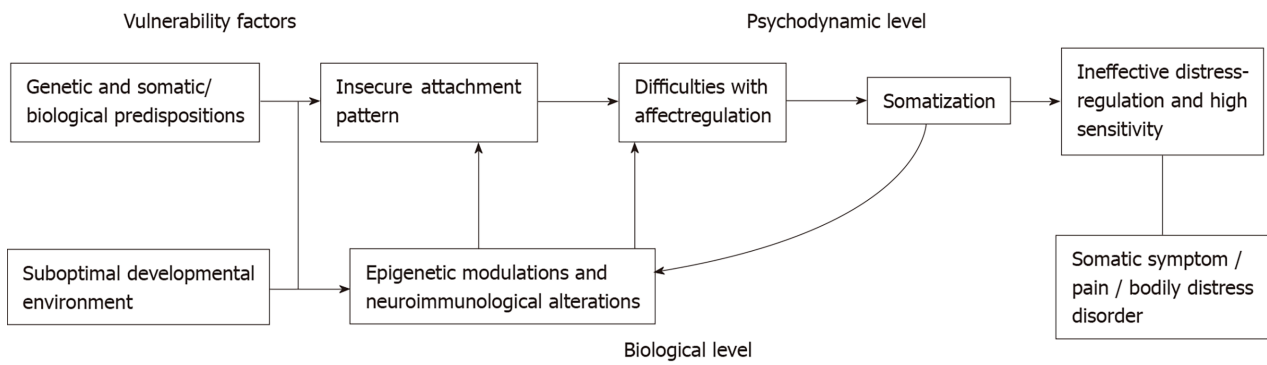 Vulnerability factors
Psychodynamic level
Genetic and somatic/
biological predispositions
Insecure attachment
pattern
Difficulties with
affectregulation
Somatization
Ineffective distress-
regulation and high
sensitivity
Suboptimal developmental
environment
Epigenetic modulations and
neuroimmunological alterations
Somatic symptom /
pain / bodily distress
disorder
Biological level